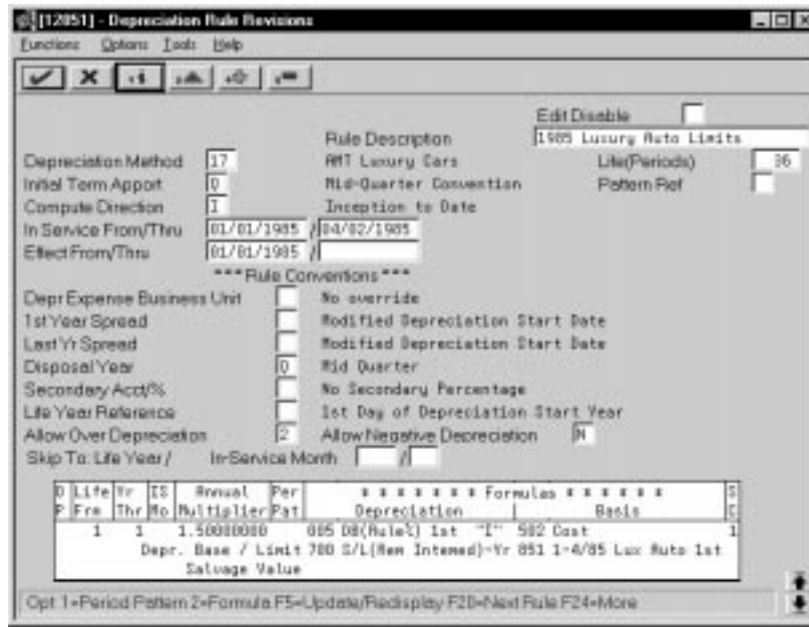 [12051] - Depreciation Rule Revisions
Functions Options Tools Help
Edit Disable
Rule Description 1985 Luxury Auto Limits
Depreciation Method 17 AMT Luxury Cars Life(Periods) 36
Initial Term Apport Q Mid-Quarter Convention Pattern Ref
Compute Direction I Inception to Date
In Service From/Thru 01/01/1985 / 04/02/1985
Effect From/Thru 01/01/1985 /
***Rule Conventions***
Depr Expense Business Unit No override
1st Year Spread Modified Depreciation Start Date
Last Yr Spread Modified Depreciation Start Date
Disposal Year Q Mid Quarter
Secondary Acct/% No Secondary Percentage
Life Year Reference 1st Day of Depreciation Start Year
Allow Over Depreciation 2 Allow Negative Depreciation N
Skip To: Life Year / In-Service Month /
D Life Yr IS Annual Per * * * * * * * Formulas * * * * * * S
P Frm Thr Mo Multiplier Pat Depreciation Basis C
1 1 1.50000000 005 DB(Rule%) 1st "I" 502 Cost 1
Depr. Base / Limit 700 S/L(Rem Intemed)-Yr 851 1-4/85 Lux Auto 1st
Salvage Value
Opt: 1=Period Pattern 2=Formula F5=Update/Redisplay F20=Next Rule F24=More